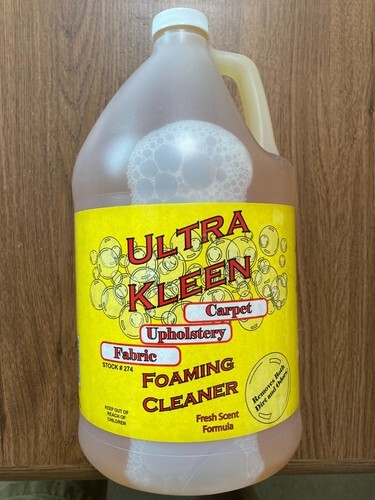 ULTRA
KLEEN
Carpet
Upholstery
Fabric
STOCK # 274
FOAMING
CLEANER
KEEP OUT OF
REACH OF
CHILDREN
Fresh Scent
Formula
Removes Both
Dirt and Odors!